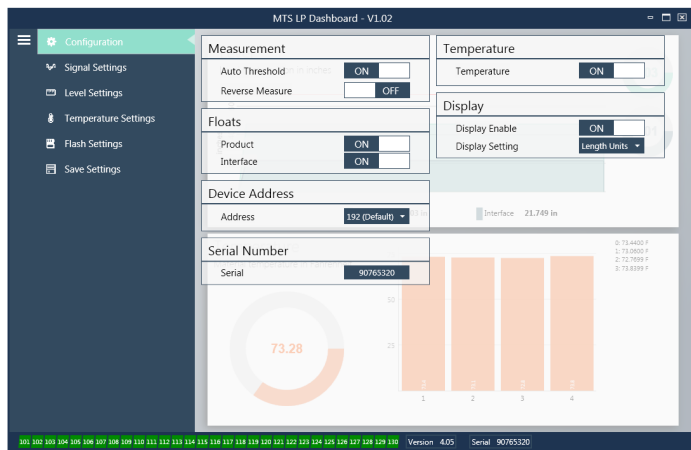 MTS LP Dashboard - V1.02
Configuration
Signal Settings
Level Settings
Temperature Settings
Flash Settings
Save Settings
Measurement
Auto Threshold ON
Reverse Measure OFF
Floats
Product ON
Interface ON
Device Address
Address 192 (Default)
Serial Number
Serial 90765320
Temperature
Temperature ON
Display
Display Enable ON
Display Setting Length Units
in Interface 21.749 in
0: 73.4400 F
1: 73.0600 F
2: 72.7699 F
3: 73.8399 F
73.28
50
25
1 2 3 4
101 102 103 104 105 106 107 108 109 110 111 112 113 114 115 116 117 118 119 120 121 122 123 124 125 126 127 128 129 130 Version 4.05 Serial 90765320